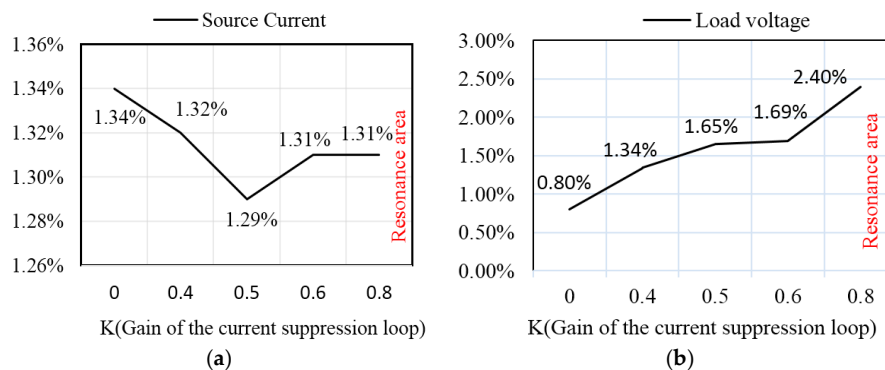 Source Current
1.36%
1.34%
1.32%
1.30%
1.28%
1.26%
1.34%
1.32%
1.29%
1.31%
1.31%
Resonance area
0 0.4 0.5 0.6 0.8
K(Gain of the current suppression loop)
(a)
Load voltage
3.00%
2.50%
2.00%
1.50%
1.00%
0.50%
0.00%
0.80%
1.34%
1.65%
1.69%
2.40%
Resonance area
0 0.4 0.5 0.6 0.8
K(Gain of the current suppression loop)
(b)